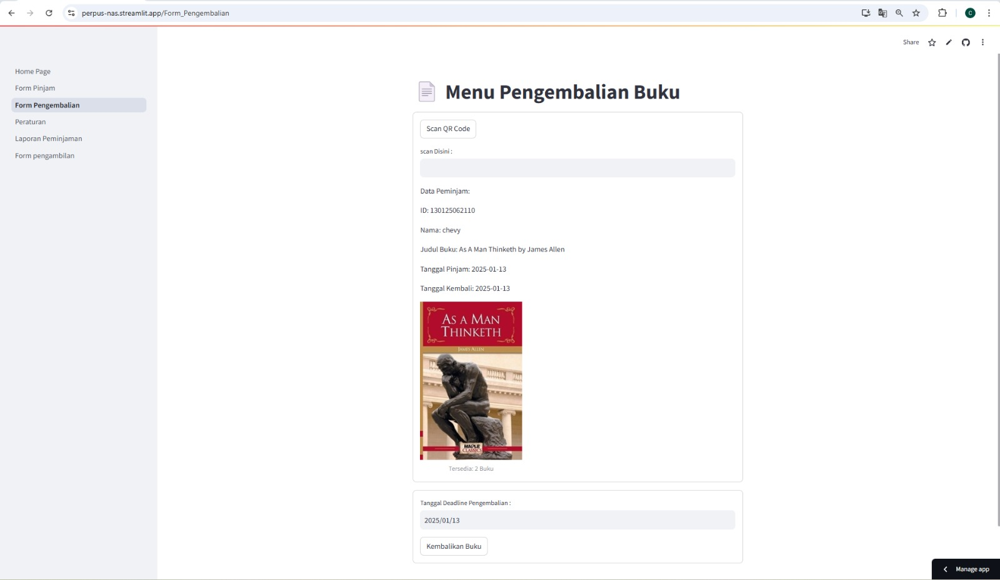 perpus-nas.streamlit.app/Form_Pengembalian
C
Share
Home Page
Form Pinjam
Form Pengembalian
Peraturan
Laporan Peminjaman
Form pengambilan
Menu Pengembalian Buku
Scan QR Code
scan Disini :
Data Peminjam:
ID: 130125062110
Nama: chevy
Judul Buku: As A Man Thinketh by James Allen
Tanggal Pinjam: 2025-01-13
Tanggal Kembali: 2025-01-13
AS A MAN
THINKETH
JAMES ALLEN
MAPLE
CLASSICS
Tersedia: 2 Buku
Tanggal Deadline Pengembalian :
2025/01/13
Kembalikan Buku
Manage app